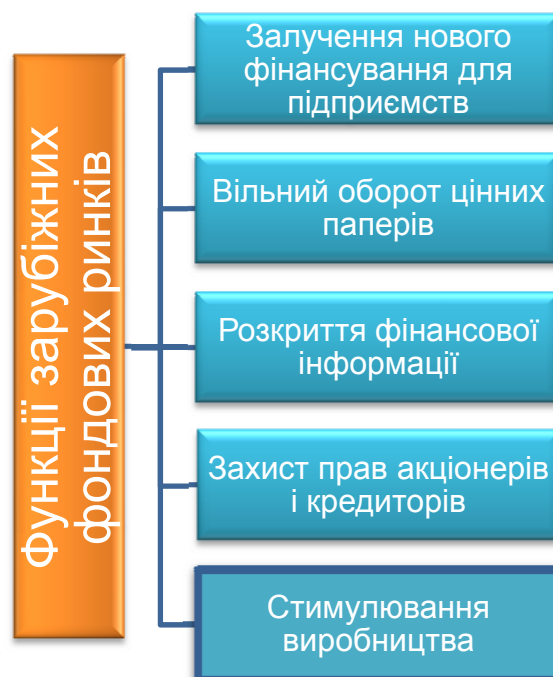 Функції зарубіжних
фондових ринків
Залучення нового
фінансування для
підприємств
Вільний оборот цінних
паперів
Розкриття фінансової
інформації
Захист прав акціонерів
і кредиторів
Стимулювання
виробництва